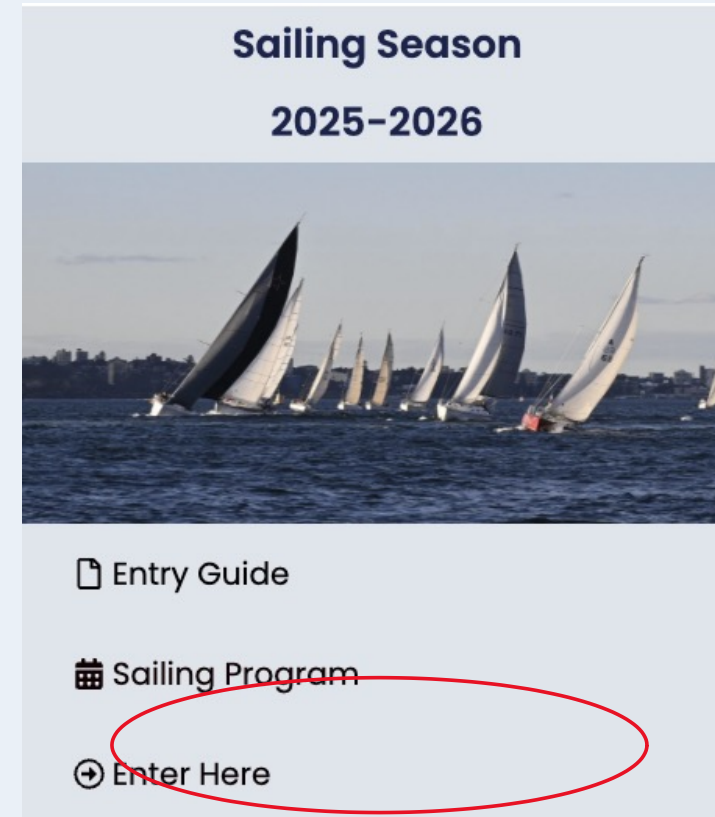 Sailing Season
2025-2026
Entry Guide
Sailing Program
Enter Here